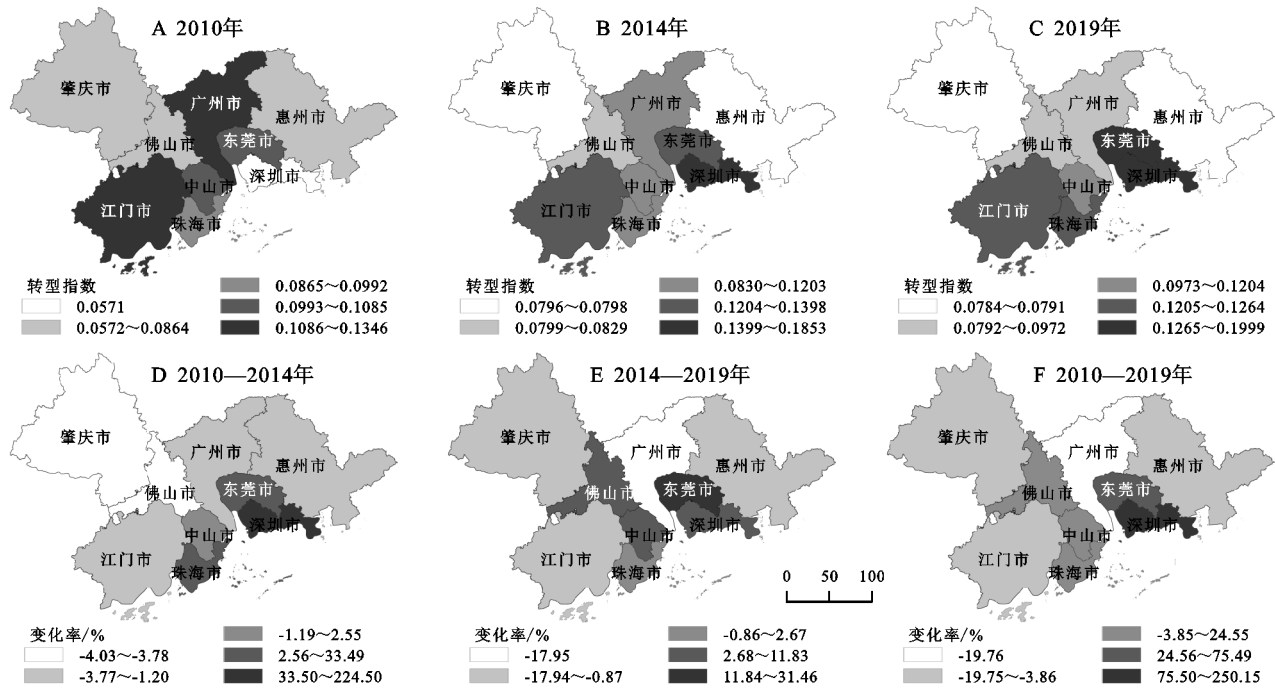 A 2010年
肇庆市
广州市
惠州市
佛山市
东莞市
深圳市
中山市
江门市
珠海市
转型指数
0.0571
0.0572～0.0864
0.0865～0.0992
0.0993～0.1085
0.1086～0.1346
B 2014年
肇庆市
广州市
惠州市
佛山市
东莞市
深圳市
中山市
江门市
珠海市
转型指数
0.0796～0.0798
0.0799～0.0829
0.0830～0.1203
0.1204～0.1398
0.1399～0.1853
C 2019年
肇庆市
广州市
惠州市
佛山市
东莞市
深圳市
中山市
江门市
珠海市
转型指数
0.0784～0.0791
0.0792～0.0972
0.0973～0.1204
0.1205～0.1264
0.1265～0.1999
D 2010—2014年
肇庆市
广州市
惠州市
佛山市
东莞市
深圳市
中山市
江门市
珠海市
变化率/%
-4.03～-3.78
-3.77～-1.20
-1.19～2.55
2.56～33.49
33.50～224.50
E 2014—2019年
肇庆市
广州市
惠州市
佛山市
东莞市
深圳市
中山市
江门市
珠海市
0 50 100
变化率/%
-17.95
-17.94～-0.87
-0.86～2.67
2.68～11.83
11.84～31.46
F 2010—2019年
肇庆市
广州市
惠州市
佛山市
东莞市
深圳市
中山市
江门市
珠海市
变化率/%
-19.76
-19.75～-3.86
-3.85～24.55
24.56～75.49
75.50～250.15